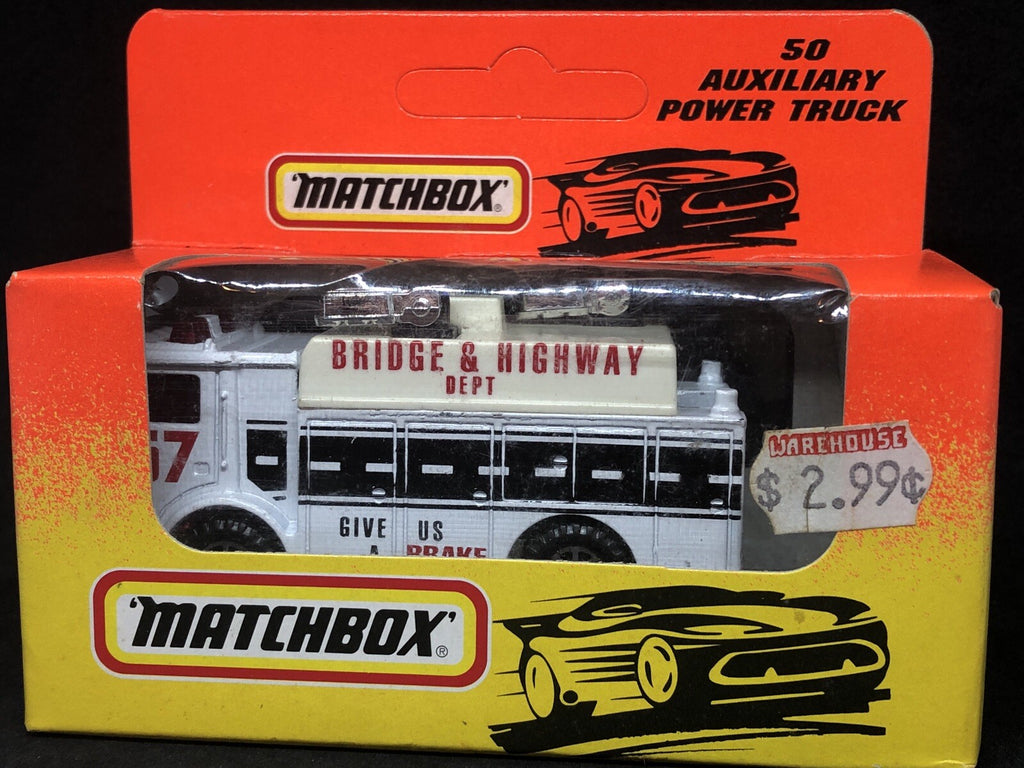 50
AUXILIARY
POWER TRUCK
'MATCHBOX'®
BRIDGE & HIGHWAY
DEPT
57
WAREHOUSE
$ 2.99¢
GIVE US
A BRAKE
'MATCHBOX'®